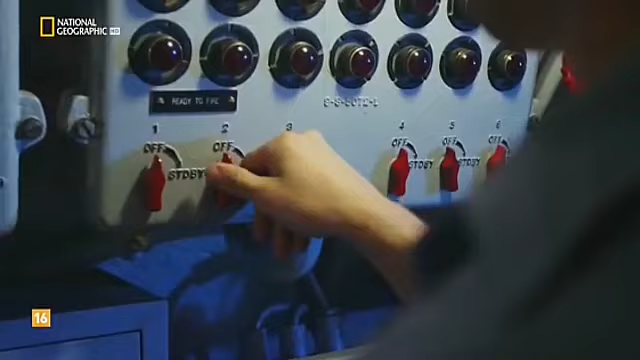 NATIONAL
GEOGRAPHIC HD
READY TO FIRE
1 2 3 4 5 6
OFF OFF OFF OFF OFF
STDBY STDBY STDBY
16